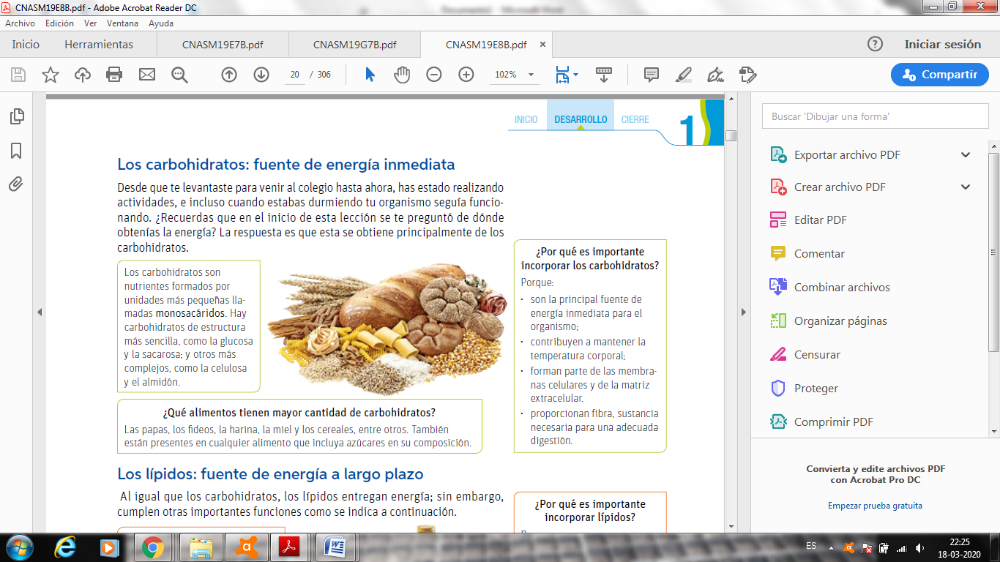 CNASM19E8B.pdf - Adobe Acrobat Reader DC
Archivo Edición Ver Ventana Ayuda
Inicio Herramientas CNASM19E7B.pdf CNASM19G7B.pdf CNASM19E8B.pdf × Iniciar sesión
20 / 306 102% Compartir
INICIO DESARROLLO CIERRE 1
Los carbohidratos: fuente de energía inmediata
Desde que te levantaste para venir al colegio hasta ahora, has estado realizando
actividades, e incluso cuando estabas durmiendo tu organismo seguía funcio-
nando. ¿Recuerdas que en el inicio de esta lección se te preguntó de dónde
obtenías la energía? La respuesta es que esta se obtiene principalmente de los
carbohidratos.
Los carbohidratos son
nutrientes formados por
unidades más pequeñas lla-
madas monosacáridos. Hay
carbohidratos de estructura
más sencilla, como la glucosa
y la sacarosa; y otros más
complejos, como la celulosa
y el almidón.
¿Por qué es importante
incorporar los carbohidratos?
Porque:
• son la principal fuente de
energía inmediata para el
organismo;
• contribuyen a mantener la
temperatura corporal;
• forman parte de las membra-
nas celulares y de la matriz
extracelular.
• proporcionan fibra, sustancia
necesaria para una adecuada
digestión.
¿Qué alimentos tienen mayor cantidad de carbohidratos?
Las papas, los fideos, la harina, la miel y los cereales, entre otros. También
están presentes en cualquier alimento que incluya azúcares en su composición.
Los lípidos: fuente de energía a largo plazo
Al igual que los carbohidratos, los lípidos entregan energía; sin embargo,
cumplen otras importantes funciones como se indica a continuación.
¿Por qué es importante
incorporar lípidos?
Buscar 'Dibujar una forma'
Exportar archivo PDF
Crear archivo PDF
Editar PDF
Comentar
Combinar archivos
Organizar páginas
Censurar
Proteger
Comprimir PDF
Convierta y edite archivos PDF
con Acrobat Pro DC
Empezar prueba gratuita
ES 22:25
18-03-2020